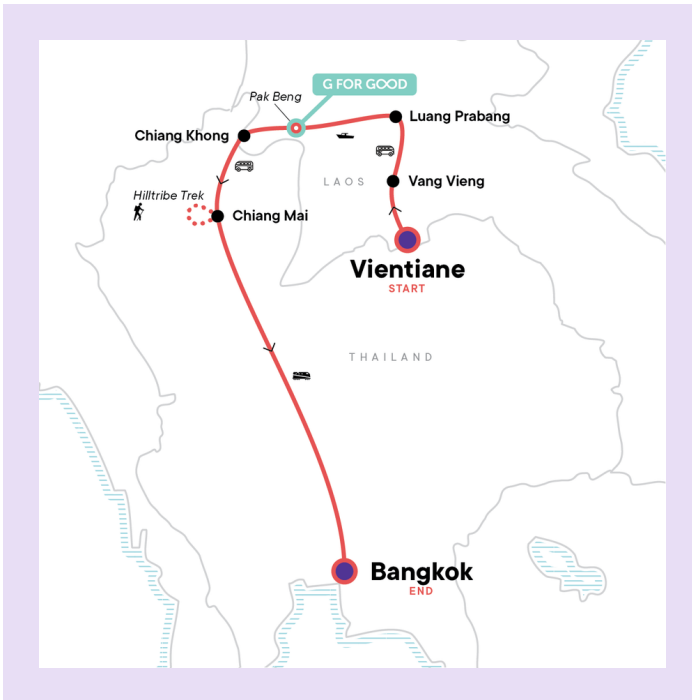 G FOR GOOD
Pak Beng
Luang Prabang
Chiang Khong
LAOS
Vang Vieng
Hilltribe Trek
Chiang Mai
Vientiane
START
THAILAND
Bangkok
END